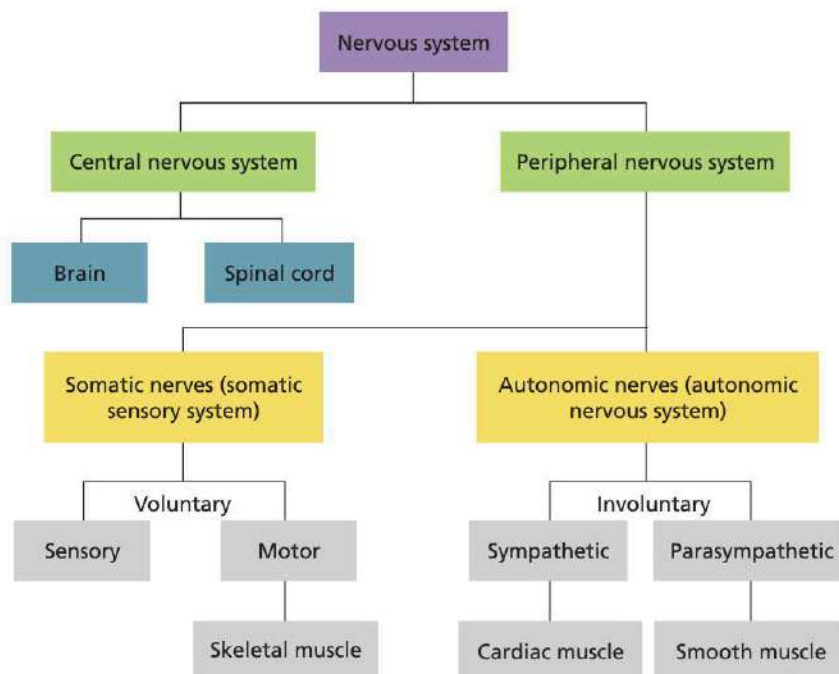 Nervous system
Central nervous system
Peripheral nervous system
Brain
Spinal cord
Somatic nerves (somatic
sensory system)
Autonomic nerves (autonomic
nervous system)
Voluntary
Involuntary
Sensory
Motor
Sympathetic
Parasympathetic
Skeletal muscle
Cardiac muscle
Smooth muscle